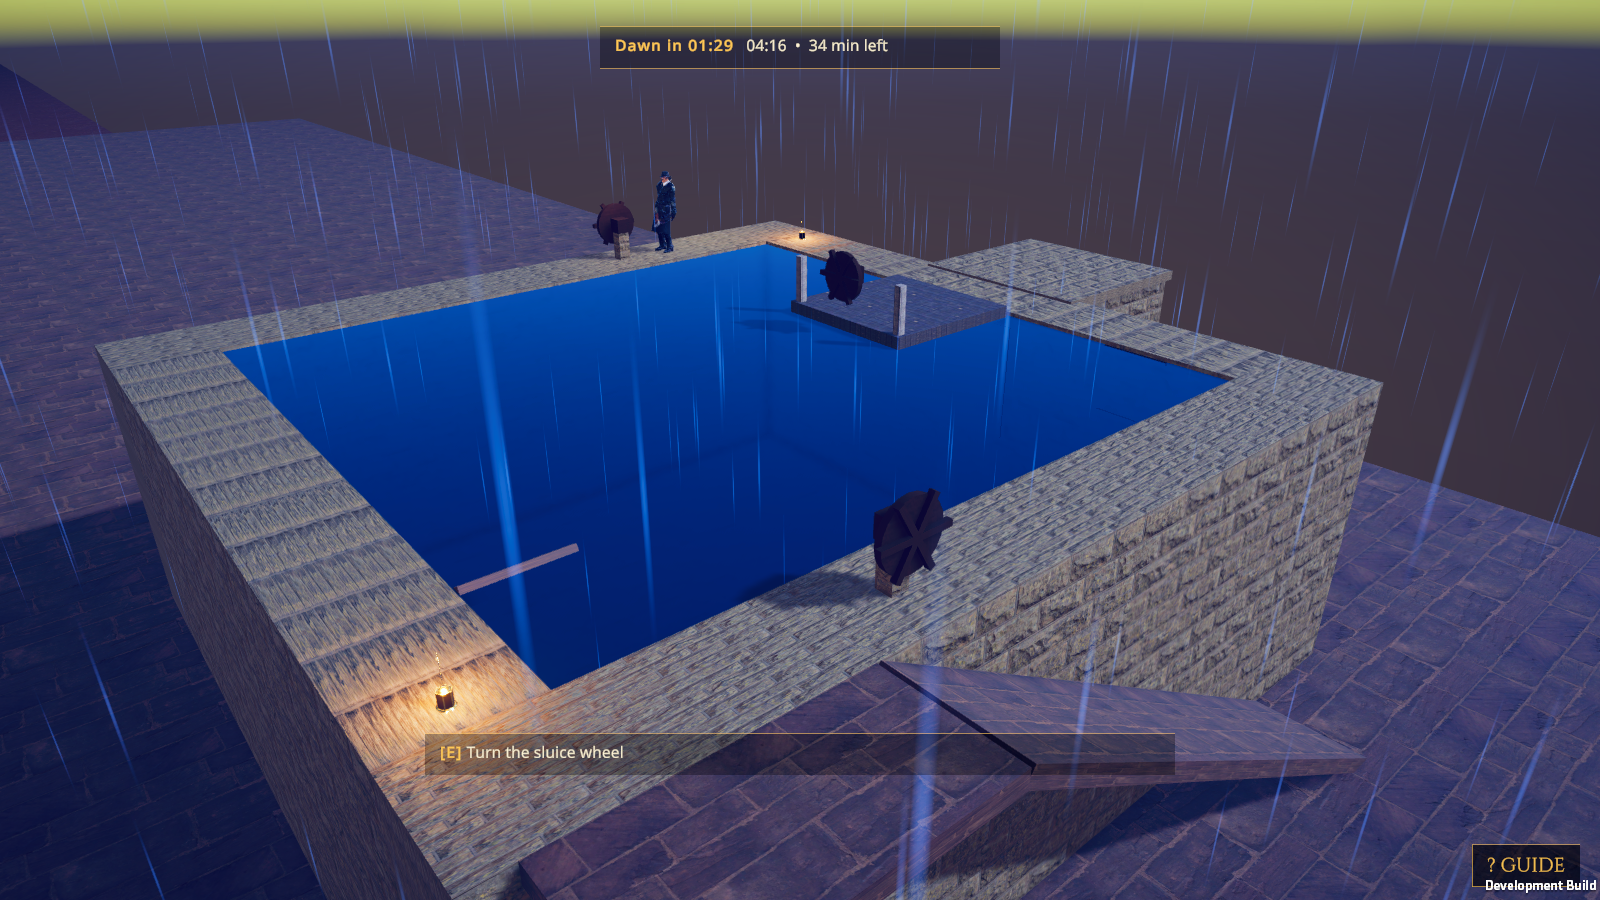 Dawn in 01:29 04:16 • 34 min left
[E] Turn the sluice wheel
? GUIDE
Development Build